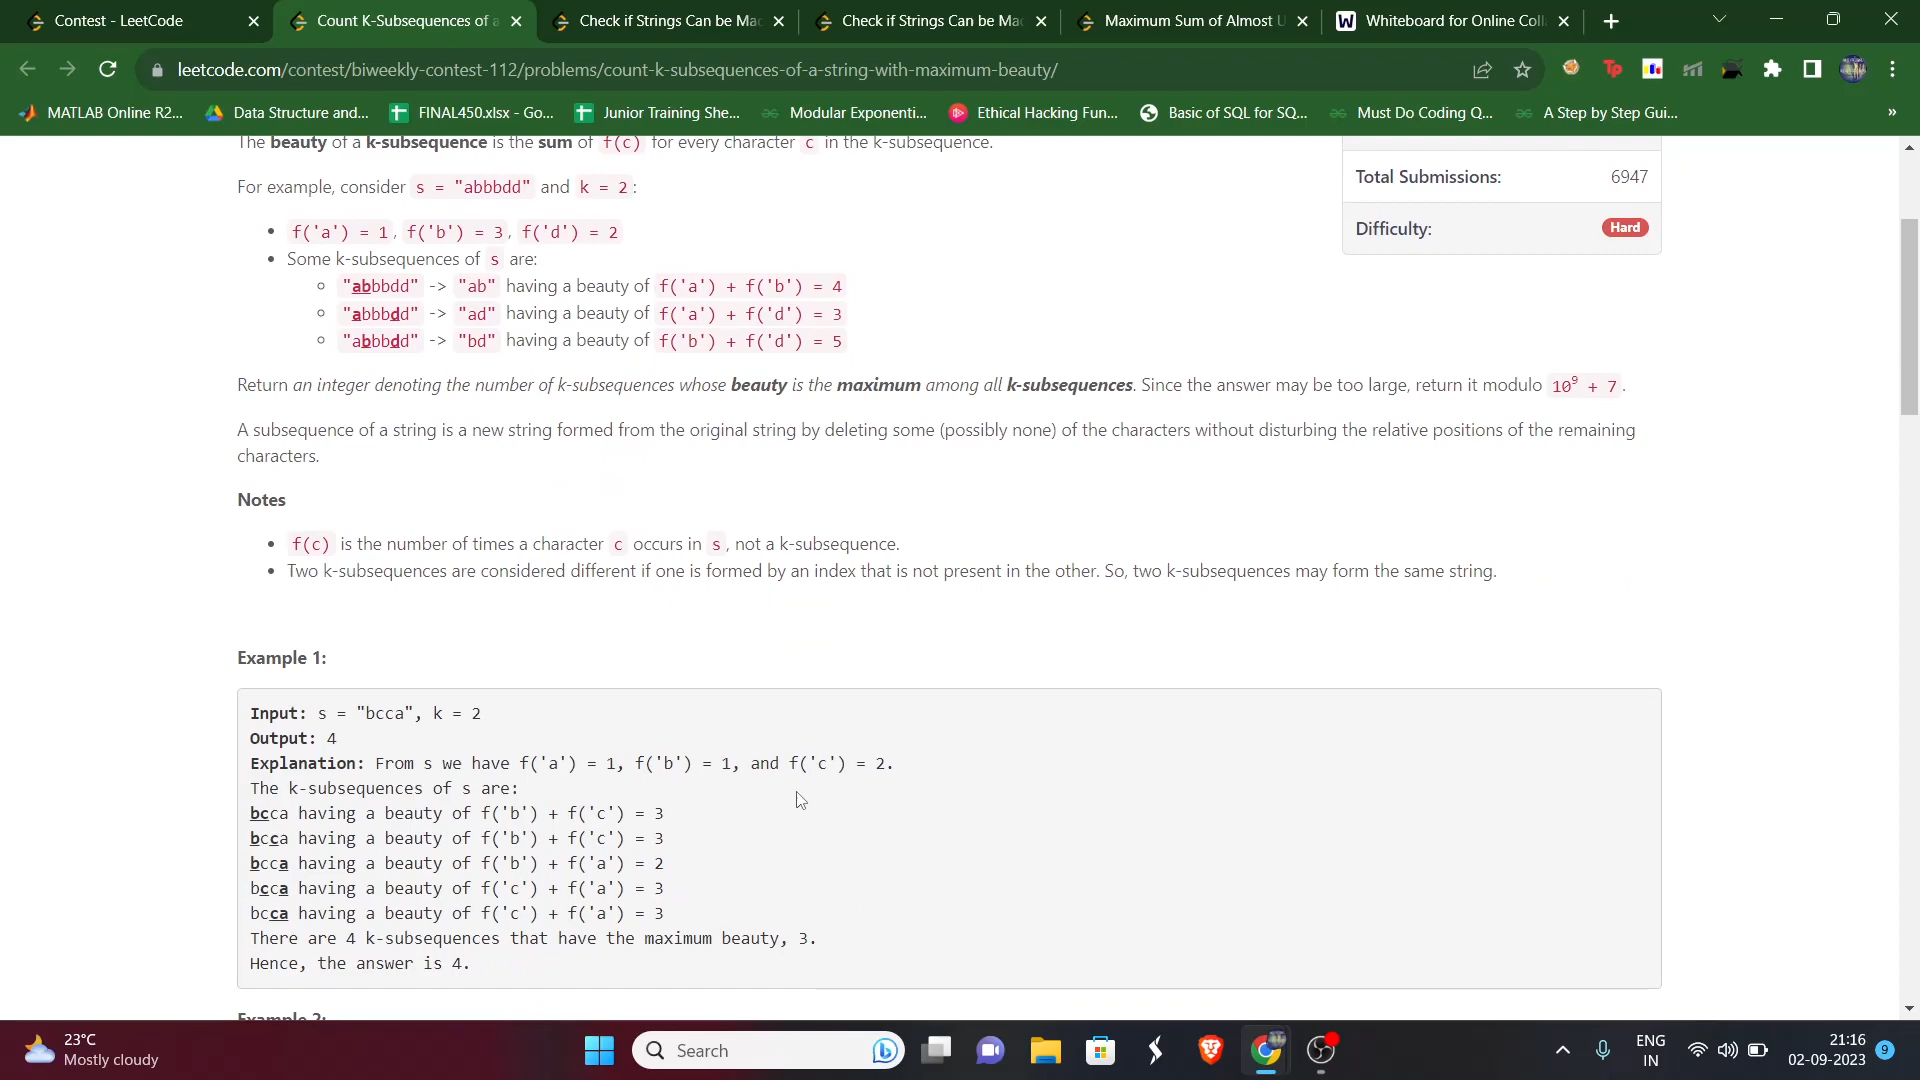 Contest - LeetCode
Count K-Subsequences of a
Check if Strings Can be Mac
Check if Strings Can be Mac
Maximum Sum of Almost U
Whiteboard for Online Coll
leetcode.com/contest/biweekly-contest-112/problems/count-k-subsequences-of-a-string-with-maximum-beauty/
MATLAB Online R2...
Data Structure and...
FINAL450.xlsx - Go...
Junior Training She...
Modular Exponenti...
Ethical Hacking Fun...
Basic of SQL for SQ...
Must Do Coding Q...
A Step by Step Gui...
»
The beauty of a k-subsequence is the sum of f(c) for every character c in the k-subsequence.
Total Submissions: 6947
For example, consider s = "abbbdd" and k = 2:
Difficulty: Hard
• f('a') = 1, f('b') = 3, f('d') = 2
• Some k-subsequences of s are:
◦ "abbbdd" -> "ab" having a beauty of f('a') + f('b') = 4
◦ "abbbdd" -> "ad" having a beauty of f('a') + f('d') = 3
◦ "abbbdd" -> "bd" having a beauty of f('b') + f('d') = 5
Return an integer denoting the number of k-subsequences whose beauty is the maximum among all k-subsequences. Since the answer may be too large, return it modulo 10⁹ + 7.
A subsequence of a string is a new string formed from the original string by deleting some (possibly none) of the characters without disturbing the relative positions of the remaining
characters.
Notes
• f(c) is the number of times a character c occurs in s, not a k-subsequence.
• Two k-subsequences are considered different if one is formed by an index that is not present in the other. So, two k-subsequences may form the same string.
Example 1:
Input: s = "bcca", k = 2
Output: 4
Explanation: From s we have f('a') = 1, f('b') = 1, and f('c') = 2.
The k-subsequences of s are:
bcca having a beauty of f('b') + f('c') = 3
bcca having a beauty of f('b') + f('c') = 3
bcca having a beauty of f('b') + f('a') = 2
bcca having a beauty of f('c') + f('a') = 3
bcca having a beauty of f('c') + f('a') = 3
There are 4 k-subsequences that have the maximum beauty, 3.
Hence, the answer is 4.
Example 2:
23°C
Mostly cloudy
Search
ENG
IN
21:16
02-09-2023
9